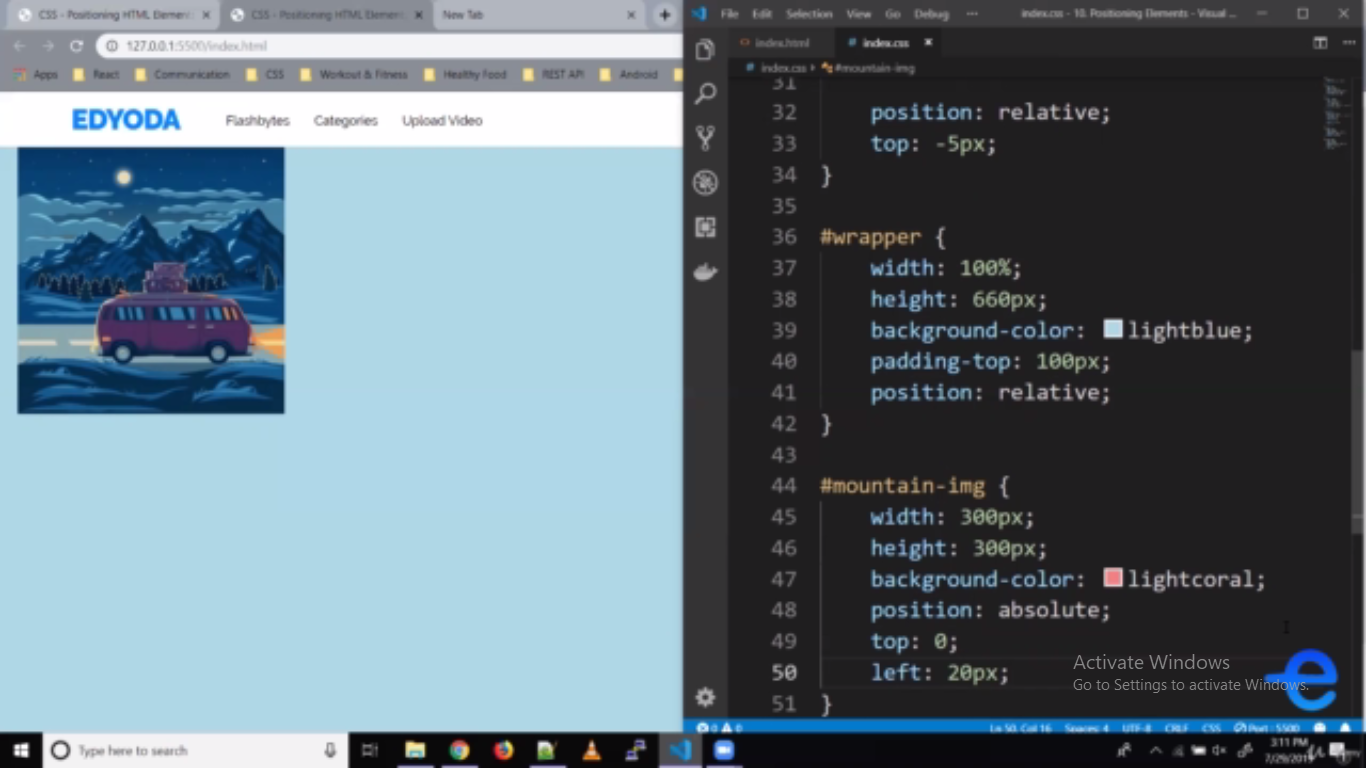 CSS - Positioning HTML Element
CSS - Positioning HTML Element
New Tab
127.0.0.1:5500/index.html
Apps React Communication CSS Workout & Fitness Healthy Food REST API Android
EDYODA Flashbytes Categories Upload Video
File Edit Selection View Go Debug ··· index.css - 10. Positioning Elements - Visual ...
index.html index.css
index.css #mountain-img
31
32 position: relative;
33 top: -5px;
34 }
35
36 #wrapper {
37 width: 100%;
38 height: 660px;
39 background-color: lightblue;
40 padding-top: 100px;
41 position: relative;
42 }
43
44 #mountain-img {
45 width: 300px;
46 height: 300px;
47 background-color: lightcoral;
48 position: absolute;
49 top: 0;
50 left: 20px;
51 }
Activate Windows
Go to Settings to activate Windows.
0 0 Ln 50, Col 16 Spaces: 4 UTF-8 CRLF CSS Port : 5500
Type here to search
3:11 PM